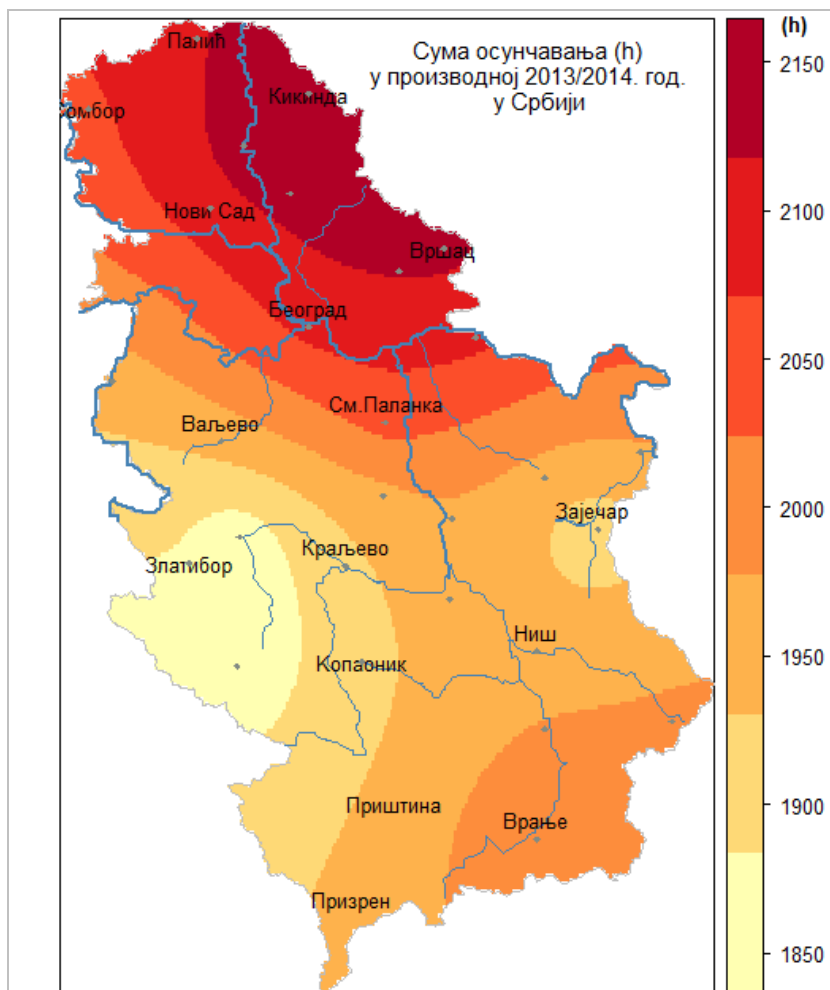 (h)
Сума осунчавања (h)
у производној 2013/2014. год.
у Србији
Палић
Кикинда
Сомбор
Нови Сад
Вршац
Београд
См.Паланка
Ваљево
Зајечар
Краљево
Златибор
Ниш
Копаоник
Приштина
Врање
Призрен
2150
2100
2050
2000
1950
1900
1850